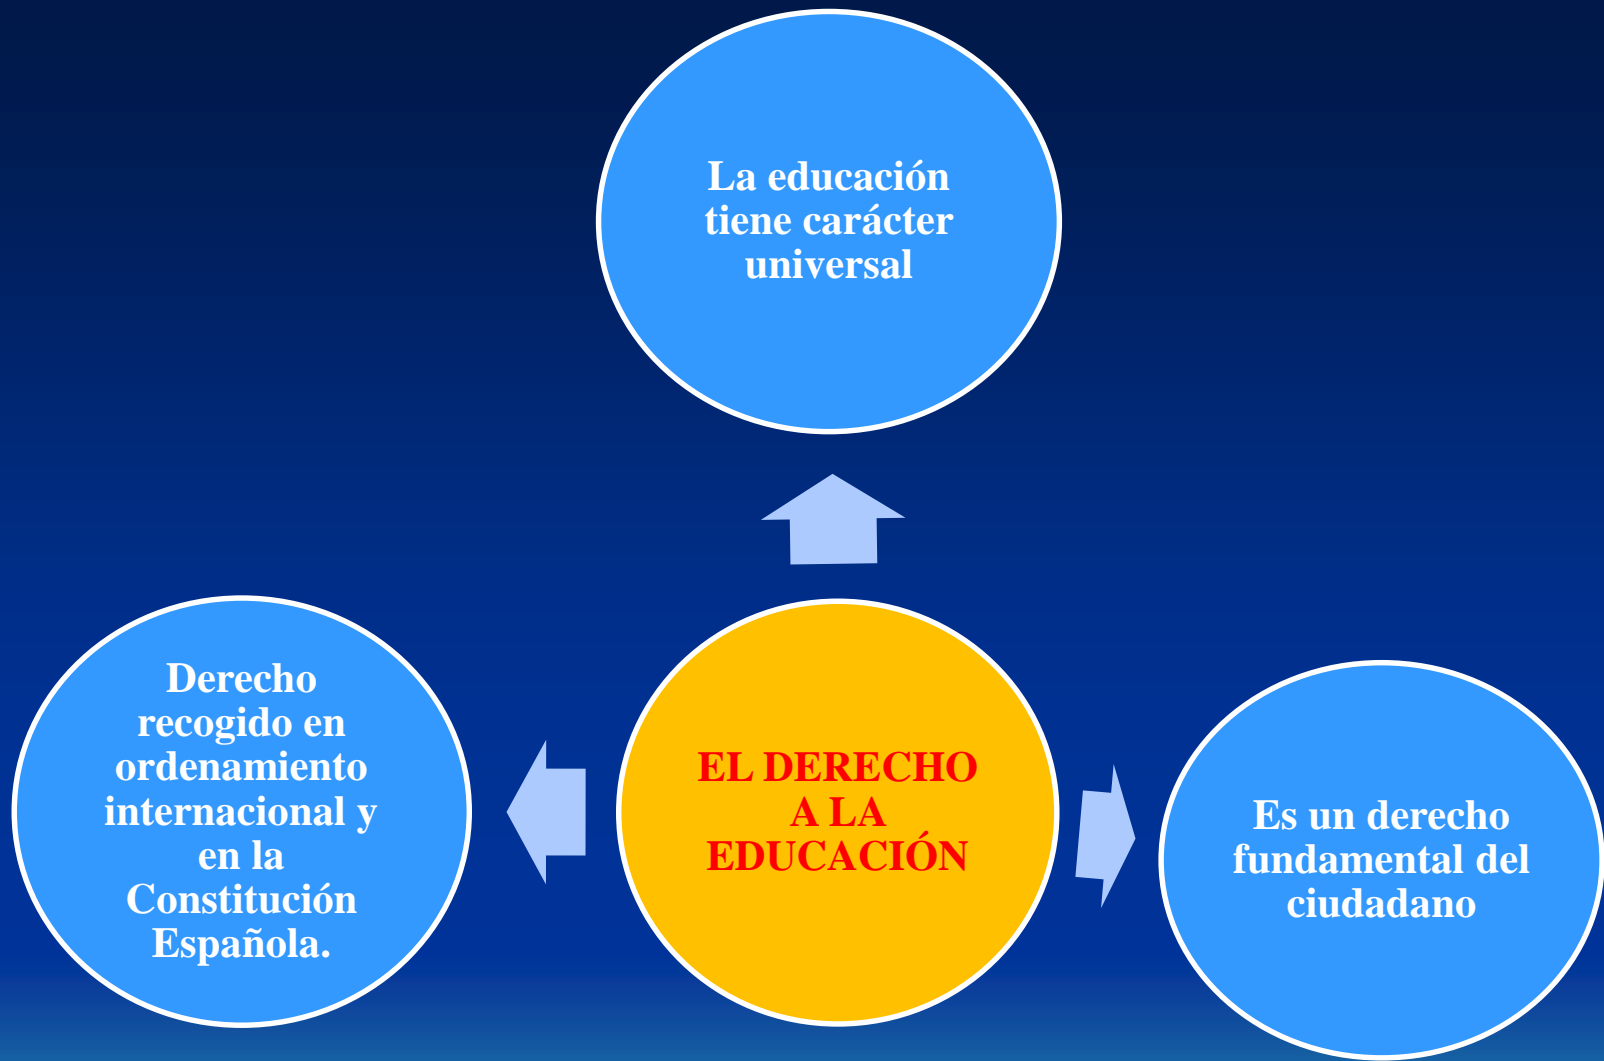 La educación
tiene carácter
universal
Derecho
recogido en
ordenamiento
internacional y
en la
Constitución
Española.
EL DERECHO
A LA
EDUCACIÓN
Es un derecho
fundamental del
ciudadano